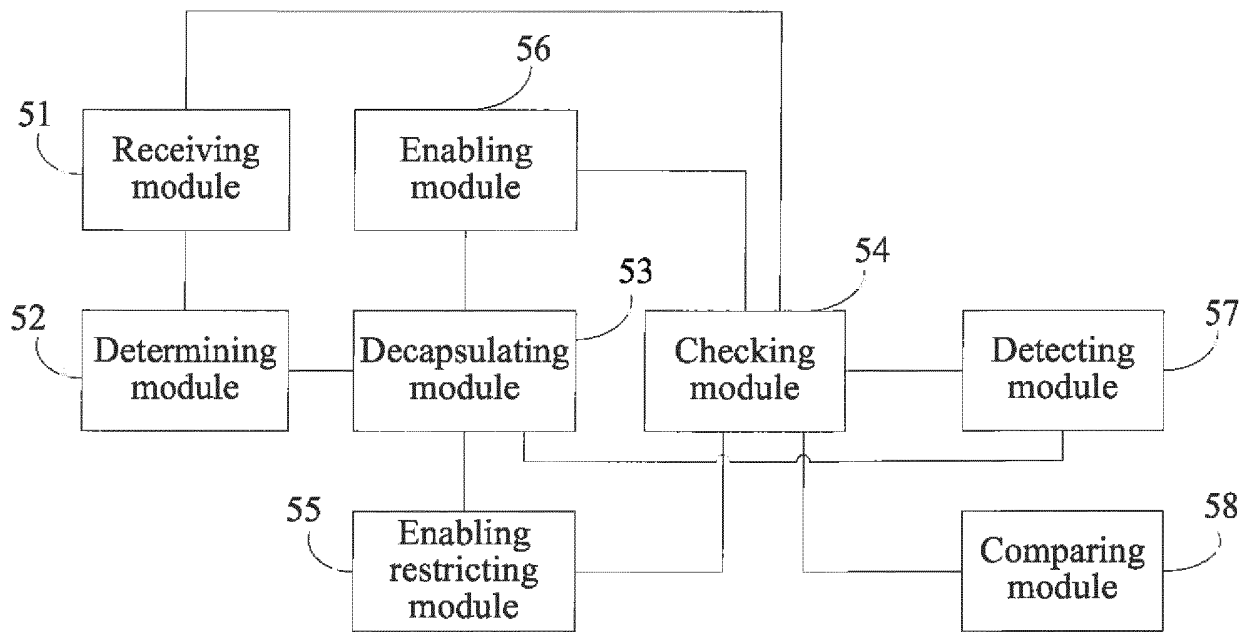 56
51
Receiving
module
Enabling
module
53
54
52
57
Determining
module
Decapsulating
module
Checking
module
Detecting
module
55
58
Enabling
restricting
module
Comparing
module